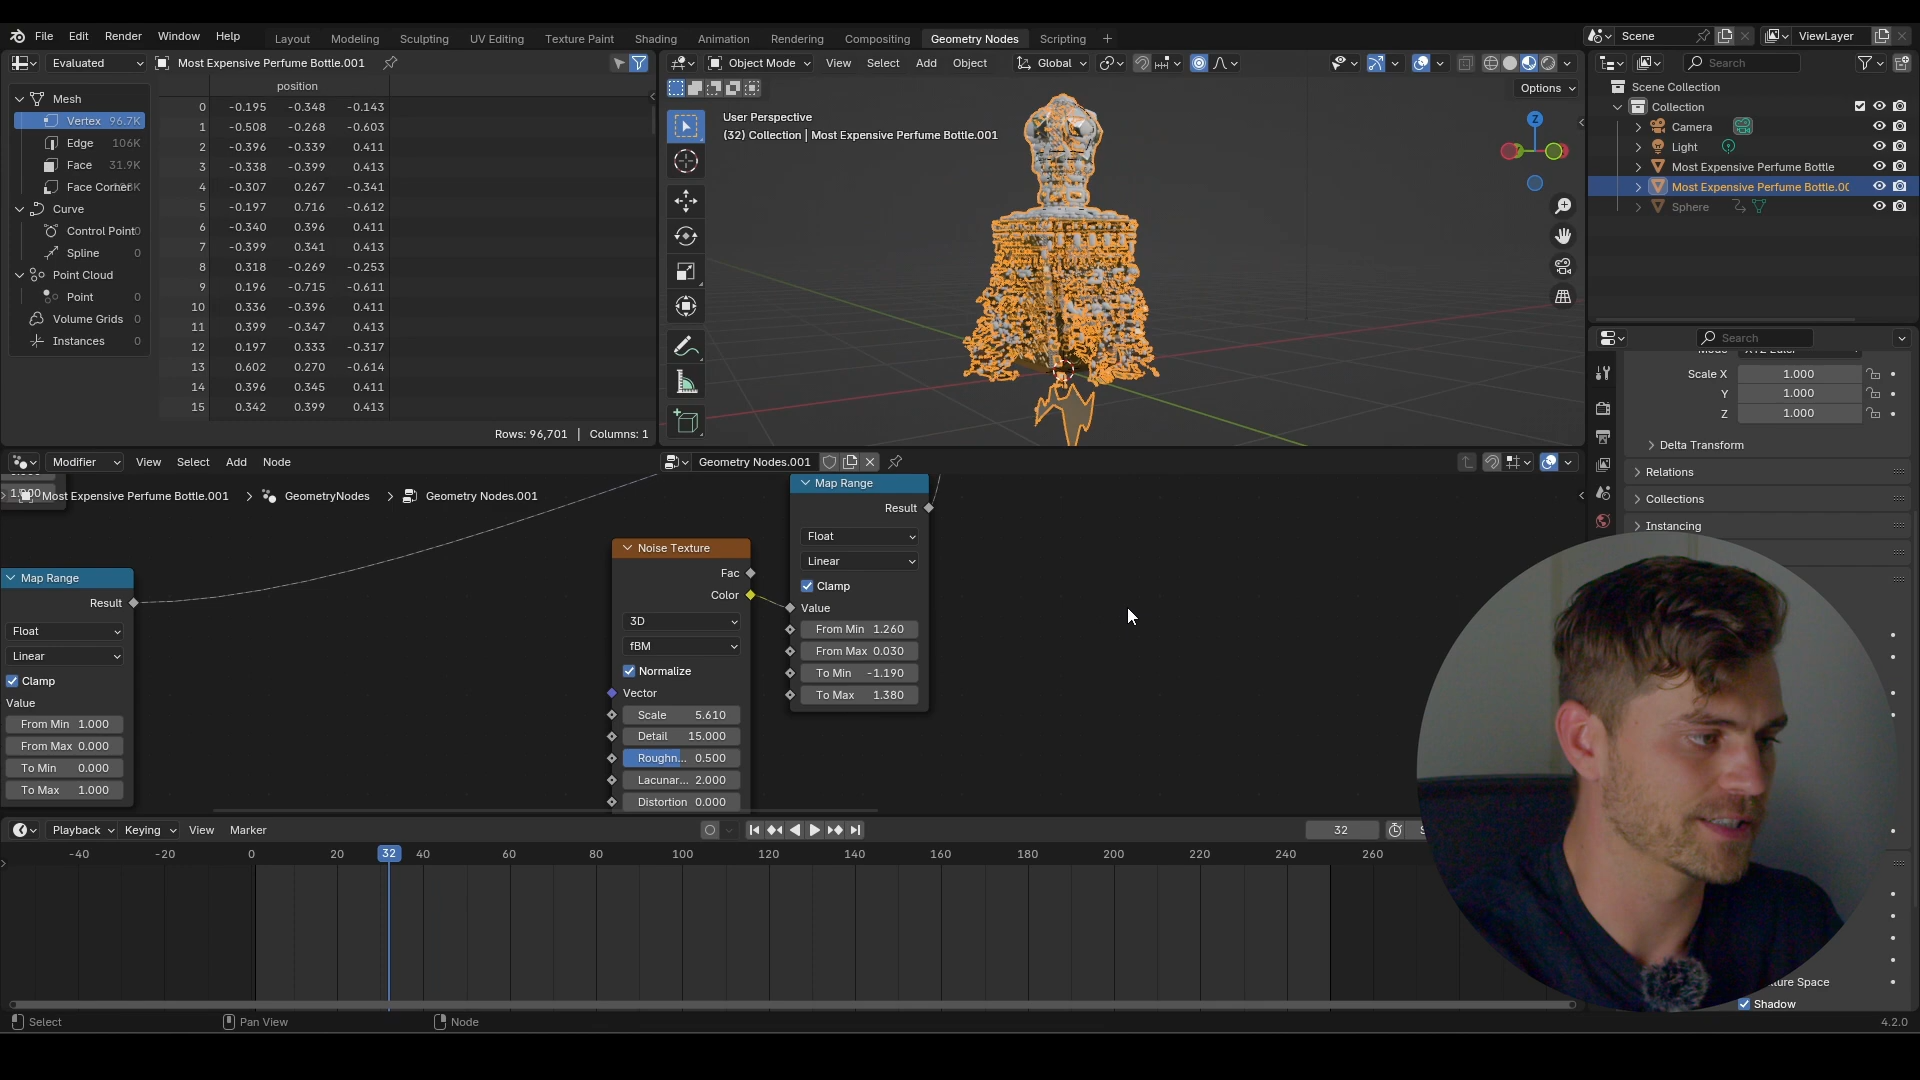 File Edit Render Window Help Layout Modeling Sculpting UV Editing Texture Paint Shading Animation Rendering Compositing Geometry Nodes Scripting + Scene ViewLayer
Evaluated Most Expensive Perfume Bottle.001
Object Mode View Select Add Object Global
Search
Options
position
Mesh
Vertex 96.7K
Edge 106K
Face 31.9K
Curve
Control Point 0
Spline 0
Point Cloud
Point 0
Volume Grids 0
Instances 0
0 -0.195 -0.348 -0.143
1 -0.508 -0.268 -0.603
2 -0.396 -0.339 0.411
3 -0.338 -0.399 0.413
4 -0.307 0.267 -0.341
5 -0.197 0.716 -0.612
6 -0.340 0.396 0.411
7 -0.399 0.341 0.413
8 0.318 -0.269 -0.253
9 0.196 -0.715 -0.611
10 0.336 -0.396 0.411
11 0.399 -0.347 0.413
12 0.197 0.333 -0.317
13 0.602 0.270 -0.614
14 0.396 0.345 0.411
15 0.342 0.399 0.413
Rows: 96,701 | Columns: 1
User Perspective
(32) Collection | Most Expensive Perfume Bottle.001
Z
Scene Collection
Collection
Camera
Light
Most Expensive Perfume Bottle
Most Expensive Perfume Bottle.00
Sphere
Search
Scale X 1.000
Y 1.000
Z 1.000
Delta Transform
Relations
Collections
Instancing
Modifier View Select Add Node Geometry Nodes.001
Most Expensive Perfume Bottle.001 > GeometryNodes > Geometry Nodes.001
Map Range
Result
Float
Linear
Clamp
Value
From Min 1.000
From Max 0.000
To Min 0.000
To Max 1.000
Noise Texture
Fac
Color
3D
fBM
Normalize
Vector
Scale 5.610
Detail 15.000
Roughn... 0.500
Lacunar... 2.000
Distortion 0.000
Map Range
Result
Float
Linear
Clamp
Value
From Min 1.260
From Max 0.030
To Min -1.190
To Max 1.380
Playback Keying View Marker 32
-40 -20 0 20 32 40 60 80 100 120 140 160 180 200 220 240 260
Space
Shadow
Select Pan View Node 4.2.0